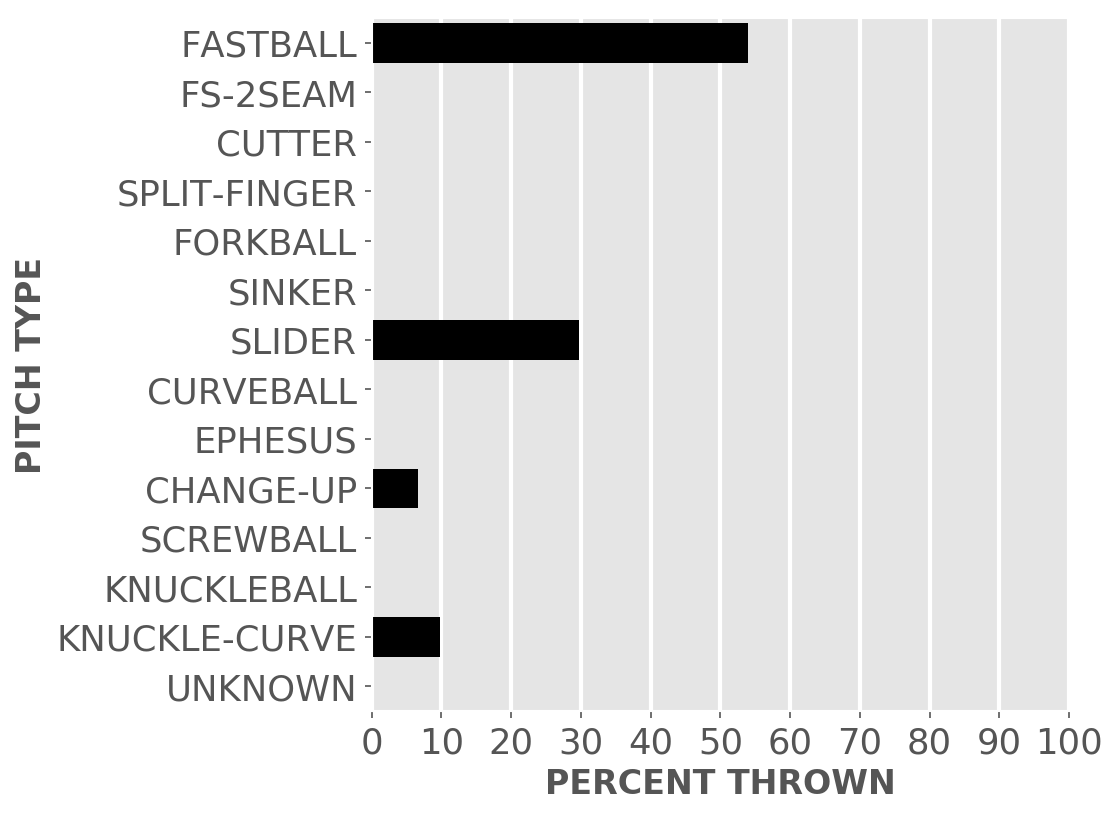 FASTBALL
FS-2SEAM
CUTTER
SPLIT-FINGER
FORKBALL
SINKER
SLIDER
CURVEBALL
EPHESUS
CHANGE-UP
SCREWBALL
KNUCKLEBALL
KNUCKLE-CURVE
UNKNOWN
PITCH TYPE
0 10 20 30 40 50 60 70 80 90 100
PERCENT THROWN